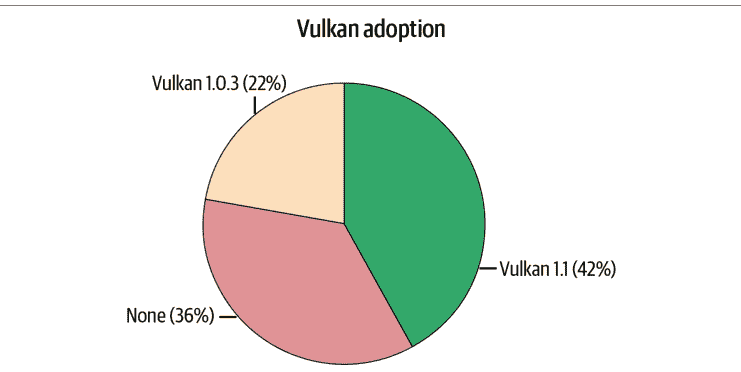 Vulkan adoption
Vulkan 1.0.3 (22%)
Vulkan 1.1 (42%)
None (36%)